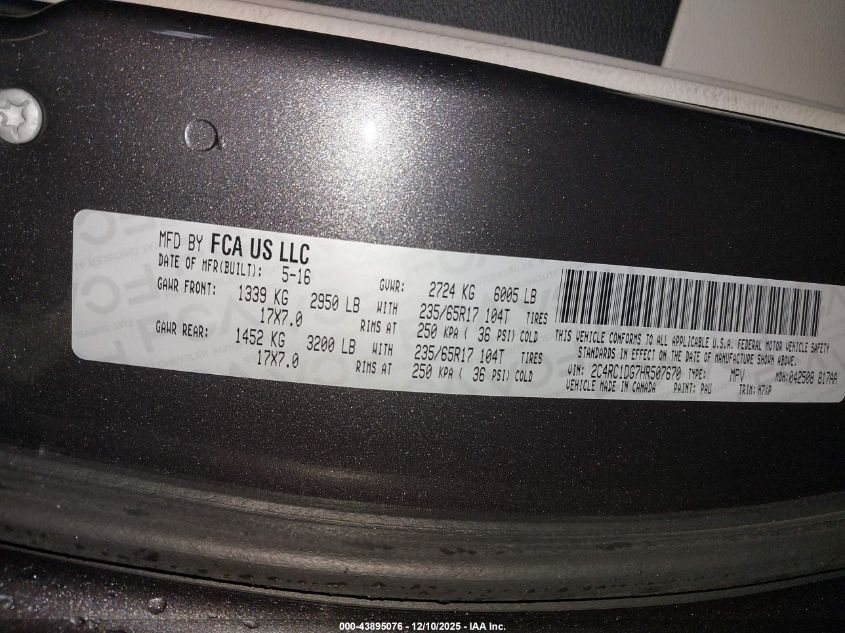 MFD BY FCA US LLC
DATE OF MFR(BUILT): 5-16 GVWR: 2724 KG 6005 LB
GAWR FRONT: 1339 KG 2950 LB WITH 235/65R17 104T TIRES
17X7.0 RIMS AT 250 KPA ( 36 PSI) COLD
GAWR REAR: 1452 KG 3200 LB WITH 235/65R17 104T TIRES
17X7.0 RIMS AT 250 KPA ( 36 PSI) COLD
THIS VEHICLE CONFORMS TO ALL APPLICABLE U.S.A. FEDERAL MOTOR VEHICLE SAFETY
STANDARDS IN EFFECT ON THE DATE OF MANUFACTURE SHOWN ABOVE.
VIN: 2C4RC1DG7HR507670 TYPE: MPV MDH: 042508 817AA
VEHICLE MADE IN CANADA PAINT: PAU TRIM: M7XP
000-43895076 - 12/10/2025 - IAA Inc.